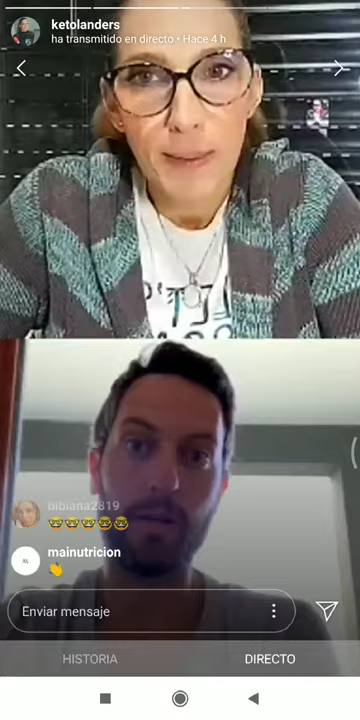 ketolanders
ha transmitido en directo • Hace 4 h
bibiana2819
mainutricion
Enviar mensaje
HISTORIA
DIRECTO